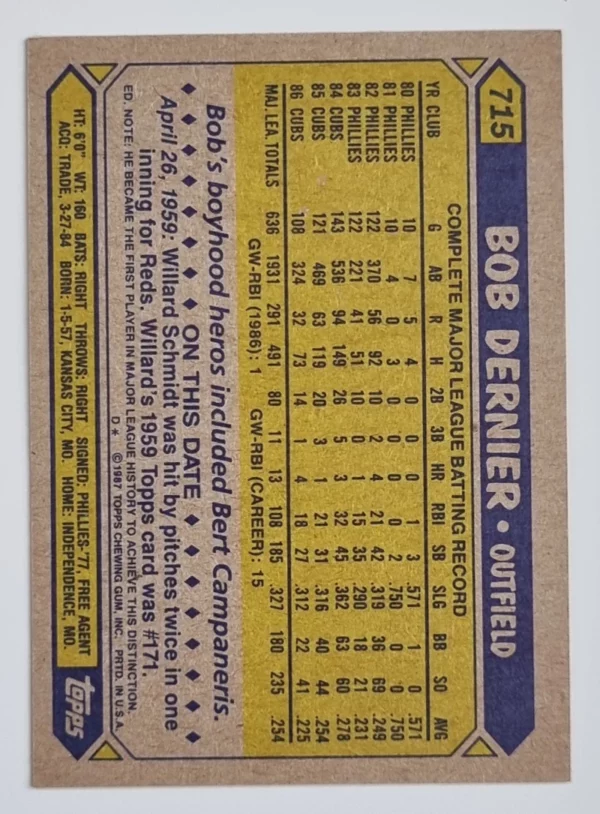 715 BOB DERNIER • OUTFIELD
COMPLETE MAJOR LEAGUE BATTING RECORD
YR CLUB G AB R H 2B 3B HR RBI SB SLG BB SO AVG
80 PHILLIES 10 7 5 4 0 0 0 1 3 .571 1 0 .571
81 PHILLIES 10 4 0 3 0 0 0 0 2 .750 0 0 .750
82 PHILLIES 122 370 56 92 10 2 4 21 42 .319 36 69 .249
83 PHILLIES 122 221 41 51 10 0 1 15 35 .290 18 21 .231
84 CUBS 143 536 94 149 26 5 3 32 45 .362 63 60 .278
85 CUBS 121 469 63 119 20 3 1 21 31 .316 40 44 .254
86 CUBS 108 324 32 73 14 1 4 18 27 .312 22 41 .225
MAJ. LEA. TOTALS 636 1931 291 491 80 11 13 108 185 .327 180 235 .254
GW-RBI (1986): 1 GW-RBI (CAREER): 15
Bob's boyhood heros included Bert Campaneris.
♦ ♦ ♦ ♦ ♦ ♦ ♦ ♦ ON THIS DATE ♦ ♦ ♦ ♦ ♦ ♦ ♦ ♦
April 26, 1959: Willard Schmidt was hit by pitches twice in one
inning for Reds. Willard's 1959 Topps card was #171.
ED. NOTE: HE BECAME THE FIRST PLAYER IN MAJOR LEAGUE HISTORY TO ACHIEVE THIS DISTINCTION.
D* ©1987 TOPPS CHEWING GUM, INC. PRTD. IN U.S.A.
HT: 6'0" WT: 160 BATS: RIGHT THROWS: RIGHT SIGNED: PHILLIES-'77, FREE AGENT
ACQ: TRADE, 3-27-84 BORN: 1-5-57, KANSAS CITY, MO. HOME: INDEPENDENCE, MO.
TOPPS